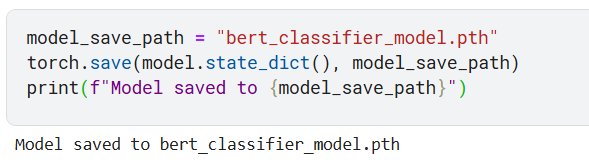 model_save_path = "bert_classifier_model.pth"
torch.save(model.state_dict(), model_save_path)
print(f"Model saved to {model_save_path}")
Model saved to bert_classifier_model.pth